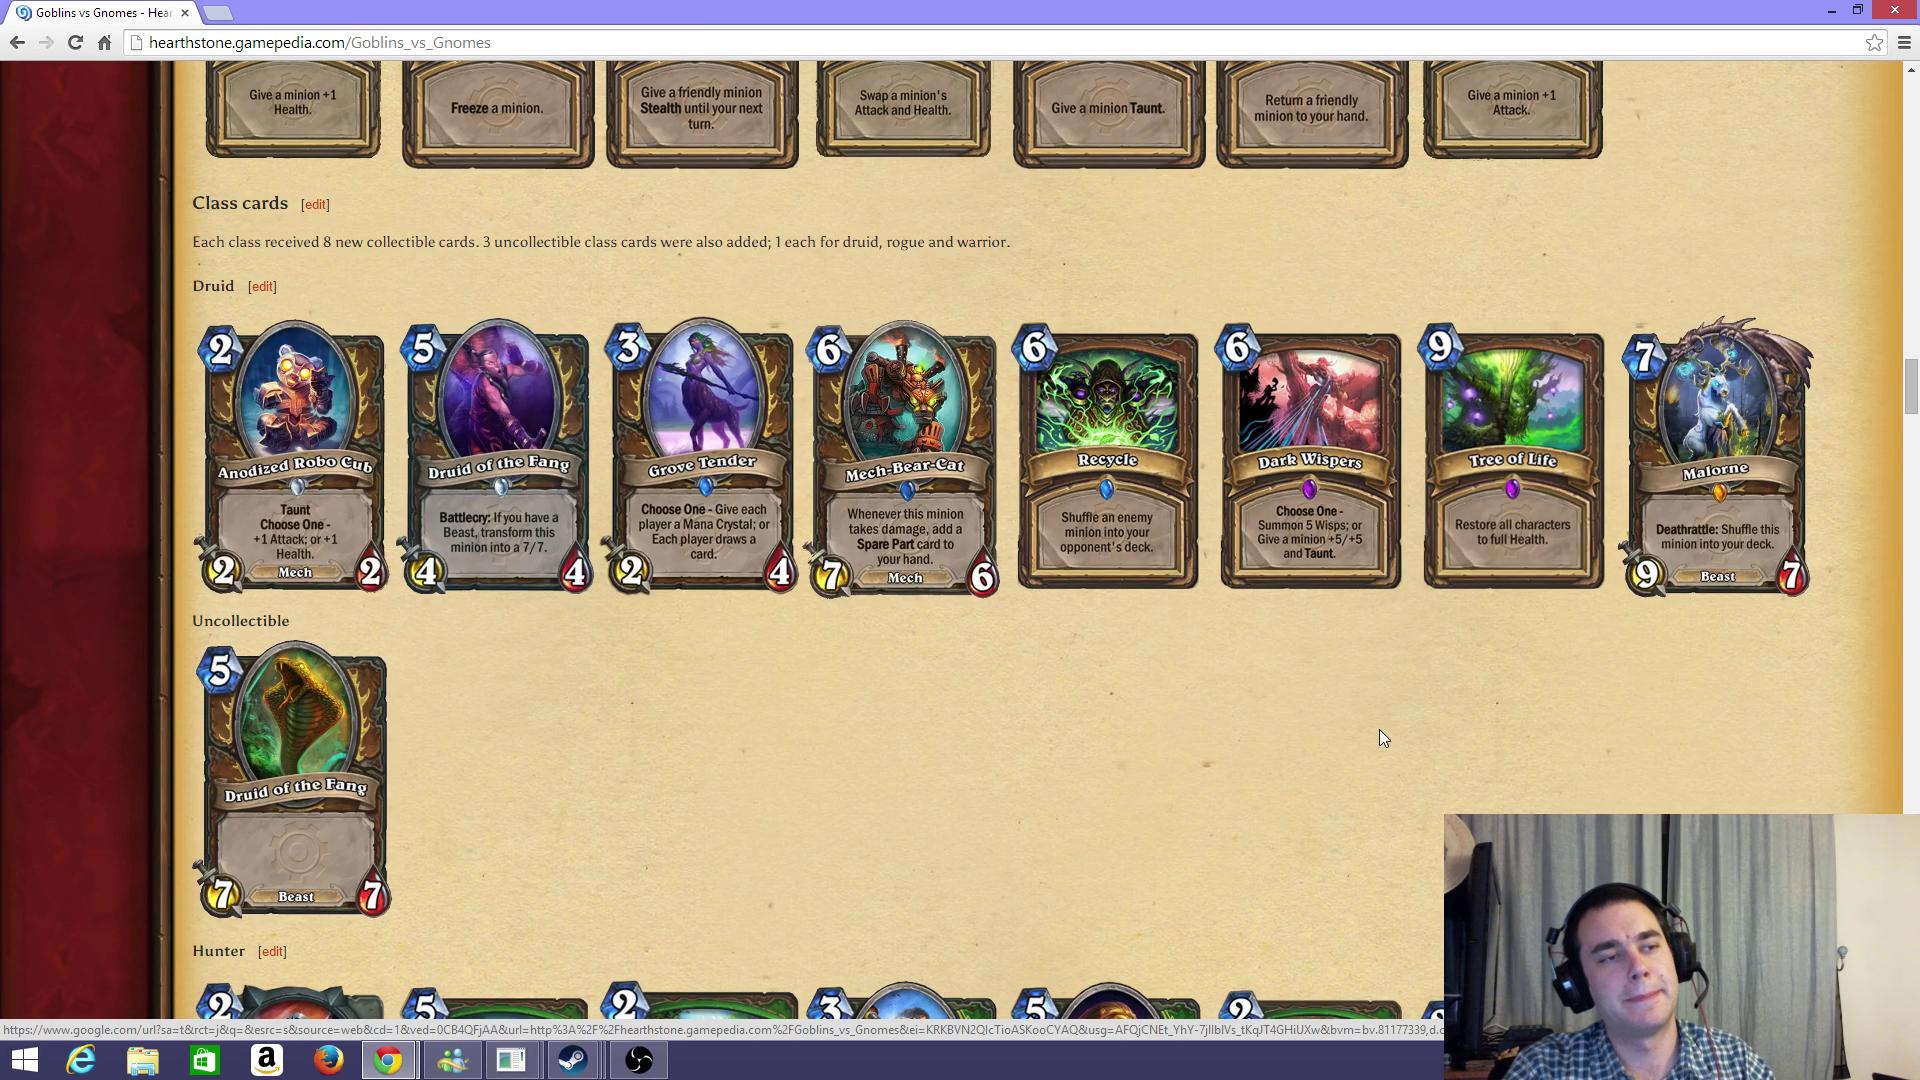 Goblins vs Gnomes - Hear
hearthstone.gamepedia.com/Goblins_vs_Gnomes
Give a minion +1
Health.
Freeze a minion.
Give a friendly minion
Stealth until your next
turn.
Swap a minion's
Attack and Health.
Give a minion Taunt.
Return a friendly
minion to your hand.
Give a minion +1
Attack.
Class cards [edit]
Each class received 8 new collectible cards. 3 uncollectible class cards were also added; 1 each for druid, rogue and warrior.
Druid [edit]
2
Anodized Robo Cub
Taunt
Choose One -
+1 Attack; or +1
Health.
2 Mech 2
5
Druid of the Fang
Battlecry: If you have a
Beast, transform this
minion into a 7/7.
4 4
3
Grove Tender
Choose One - Give each
player a Mana Crystal; or
Each player draws a
card.
2 4
6
Mech-Bear-Cat
Whenever this minion
takes damage, add a
Spare Part card to
your hand.
7 Mech 6
6
Recycle
Shuffle an enemy
minion into your
opponent's deck.
6
Dark Wispers
Choose One -
Summon 5 Wisps; or
Give a minion +5/+5
and Taunt.
9
Tree of Life
Restore all characters
to full Health.
7
Malorne
Deathrattle: Shuffle this
minion into your deck.
9 Beast 7
Uncollectible
5
Druid of the Fang
7 Beast 7
Hunter [edit]
2 5 2 3 5 2